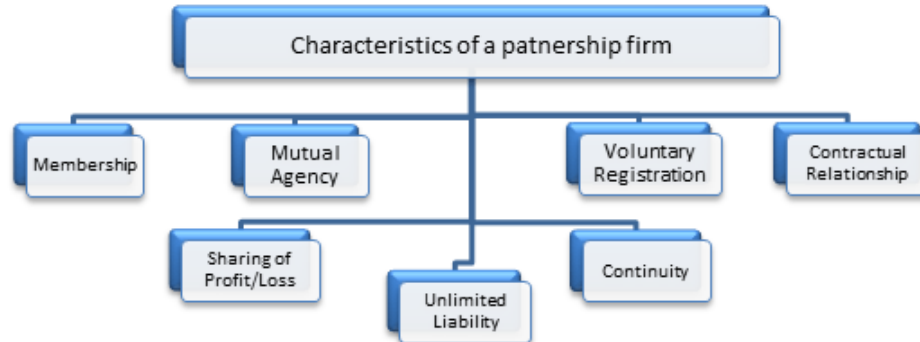 Characteristics of a patnership firm
Membership
Mutual
Agency
Voluntary
Registration
Contractual
Relationship
Sharing of
Profit/Loss
Unlimited
Liability
Continuity